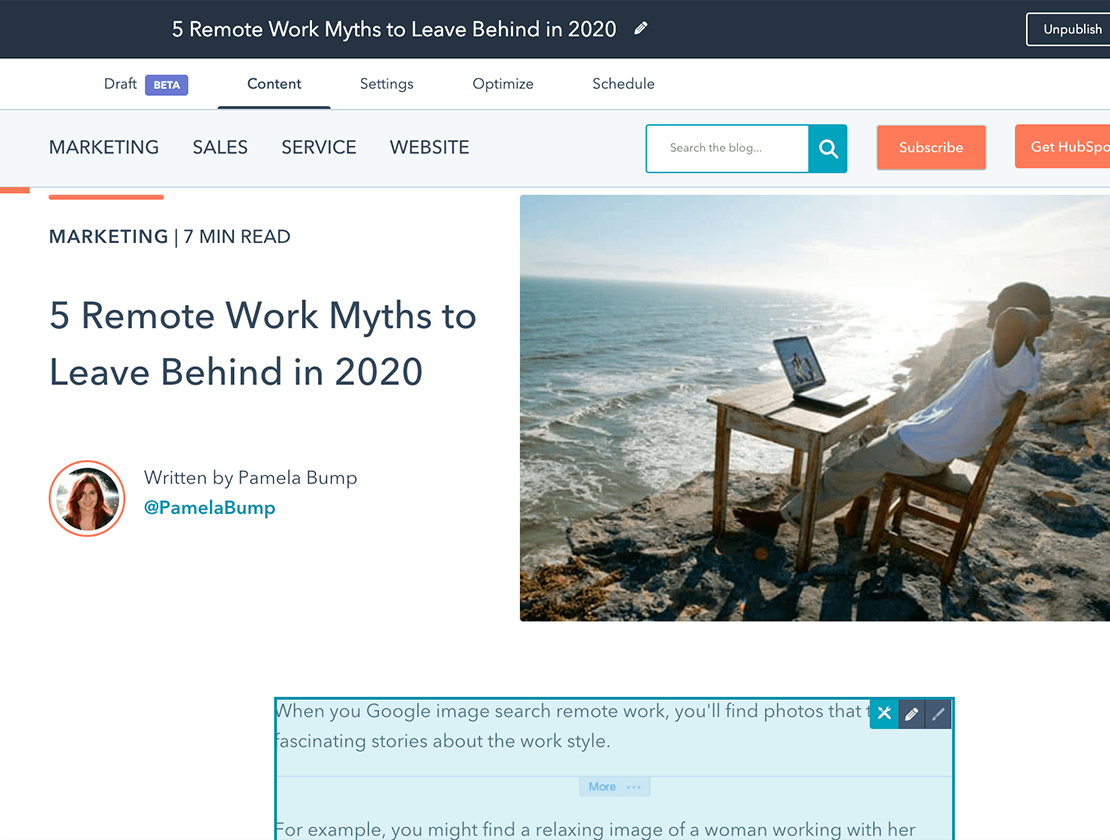 5 Remote Work Myths to Leave Behind in 2020
Unpublish
Draft BETA Content Settings Optimize Schedule
MARKETING SALES SERVICE WEBSITE Search the blog... Subscribe Get HubSpo
MARKETING | 7 MIN READ
5 Remote Work Myths to
Leave Behind in 2020
Written by Pamela Bump
@PamelaBump
When you Google image search remote work, you'll find photos that
fascinating stories about the work style.
More
For example, you might find a relaxing image of a woman working with her